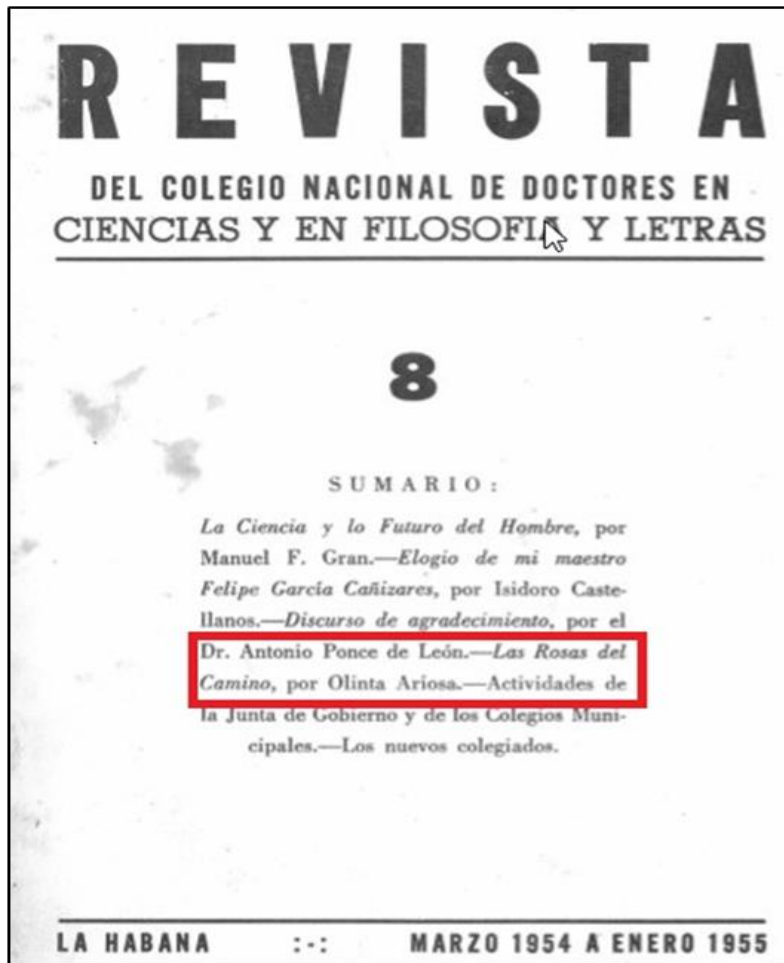 REVISTA
DEL COLEGIO NACIONAL DE DOCTORES EN
CIENCIAS Y EN FILOSOFIA Y LETRAS
8
SUMARIO:
La Ciencia y lo Futuro del Hombre, por
Manuel F. Gran.—Elogio de mi maestro
Felipe García Cañizares, por Isidoro Caste-
llanos.—Discurso de agradecimiento, por el
Dr. Antonio Ponce de León.—Las Rosas del
Camino, por Olinta Ariosa.—Actividades de
la Junta de Gobierno y de los Colegios Muni-
cipales.—Los nuevos colegiados.
LA HABANA :-: MARZO 1954 A ENERO 1955